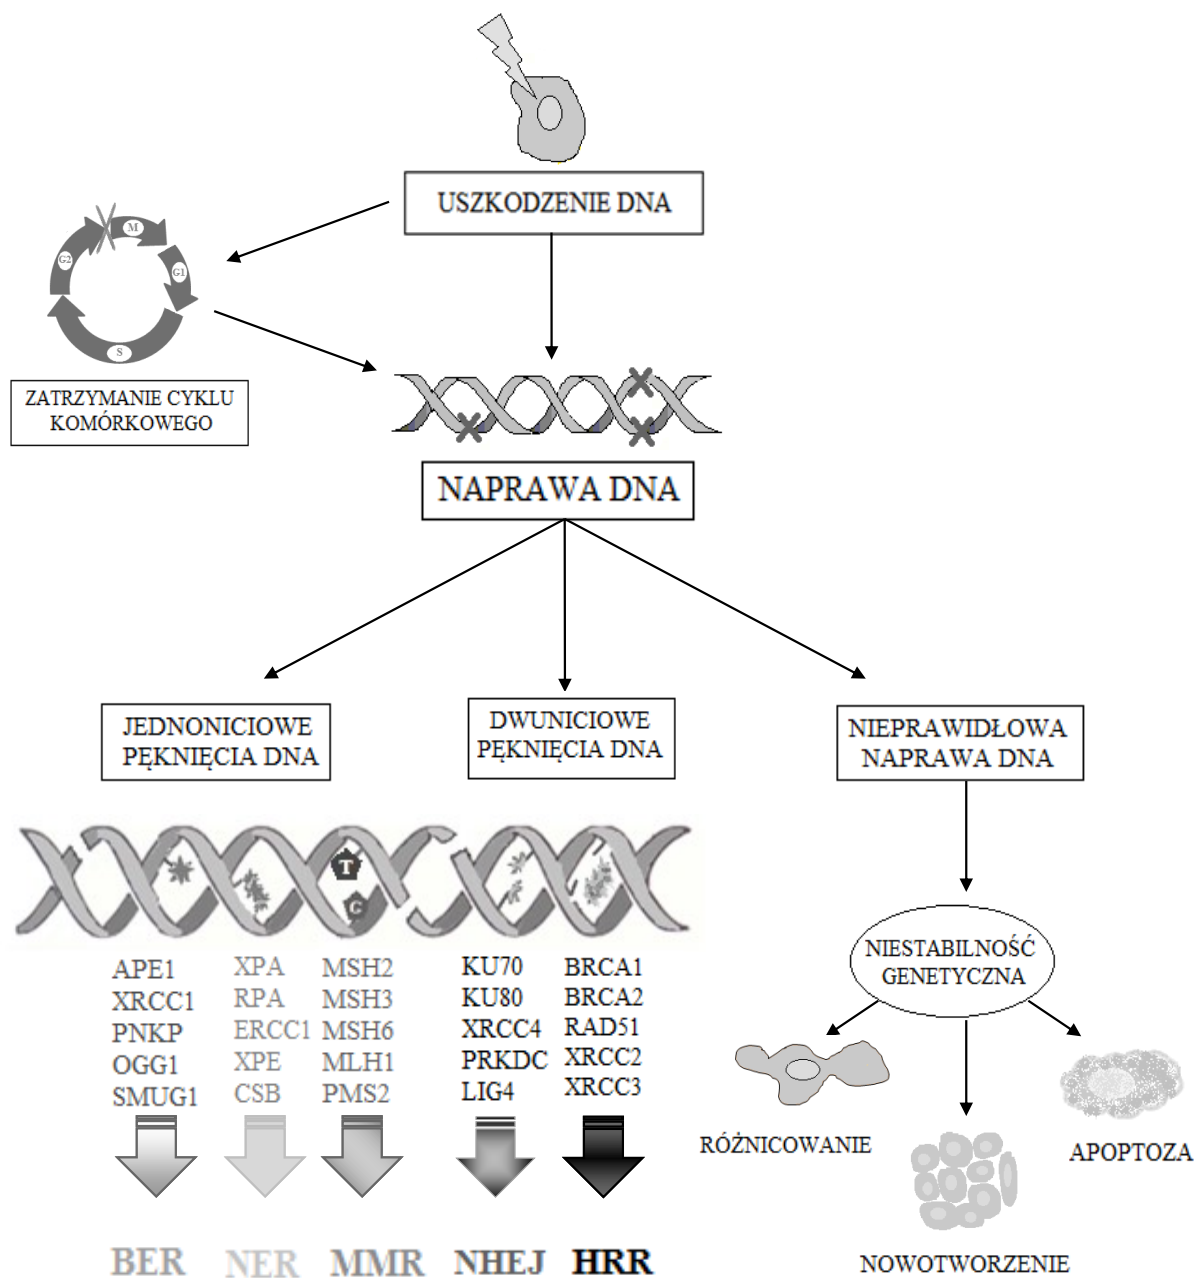 USZKODZENIE DNA
M
G2
G1
S
ZATRZYMANIE CYKLU
KOMÓRKOWEGO
NAPRAWA DNA
JEDNONICIOWE
PĘKNIĘCIA DNA
DWUNICIOWE
PĘKNIĘCIA DNA
NIEPRAWIDŁOWA
NAPRAWA DNA
T
C
APE1
XRCC1
PNKP
OGG1
SMUG1
XPA
RPA
ERCC1
XPE
CSB
MSH2
MSH3
MSH6
MLH1
PMS2
KU70
KU80
XRCC4
PRKDC
LIG4
BRCA1
BRCA2
RAD51
XRCC2
XRCC3
BER
NER
MMR
NHEJ
HRR
NIESTABILNOŚĆ
GENETYCZNA
RÓŻNICOWANIE
NOWOTWORZENIE
APOPTOZA